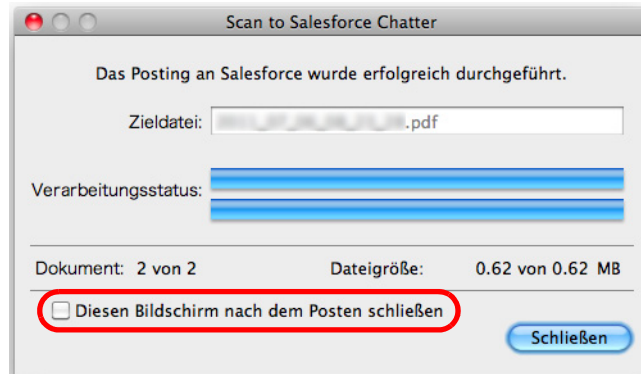 Scan to Salesforce Chatter
Das Posting an Salesforce wurde erfolgreich durchgeführt.
Zieldatei: .pdf
Verarbeitungsstatus:
Dokument: 2 von 2 Dateigröße: 0.62 von 0.62 MB
Diesen Bildschirm nach dem Posten schließen
Schließen